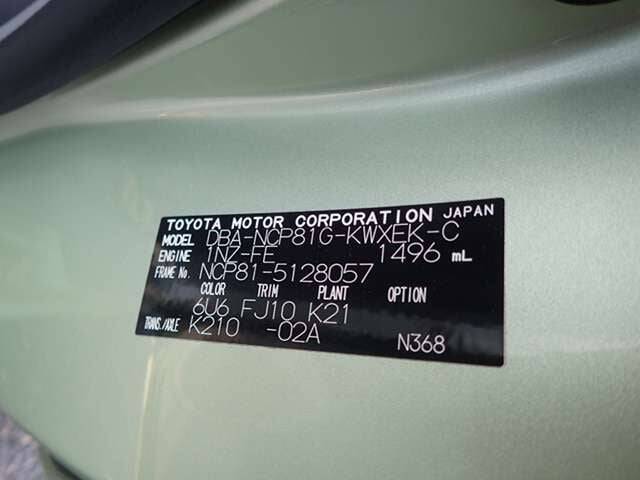 TOYOTA MOTOR CORPORATION JAPAN
MODEL DBA-NCP81G-KWXEK-C
ENGINE 1NZ-FE 1496 mL
FRAME No. NCP81-5128057
COLOR TRIM PLANT OPTION
6U6 FJ10 K21
TRANS./AXLE K210 -02A N368